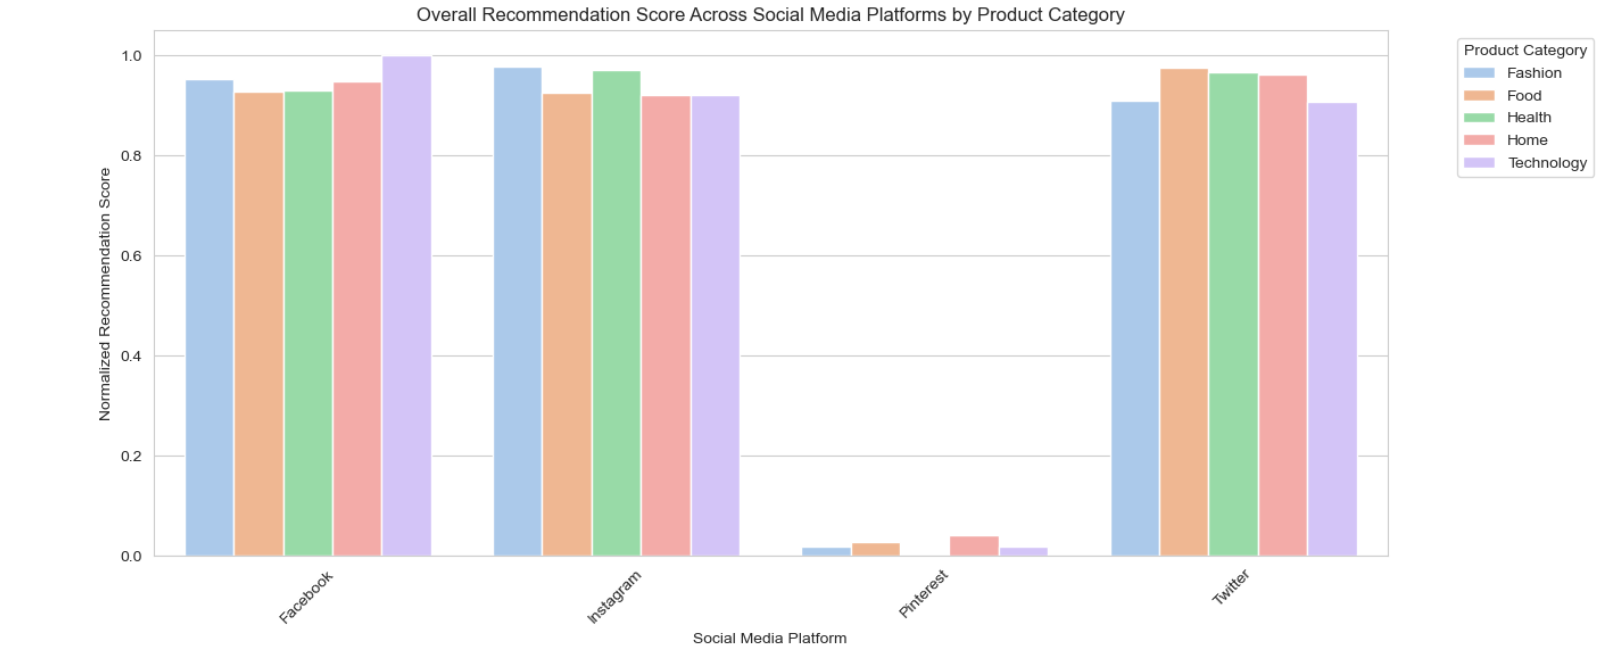 Overall Recommendation Score Across Social Media Platforms by Product Category
Product Category
Fashion
Food
Health
Home
Technology
Normalized Recommendation Score
1.0
0.8
0.6
0.4
0.2
0.0
Facebook
Instagram
Pinterest
Twitter
Social Media Platform